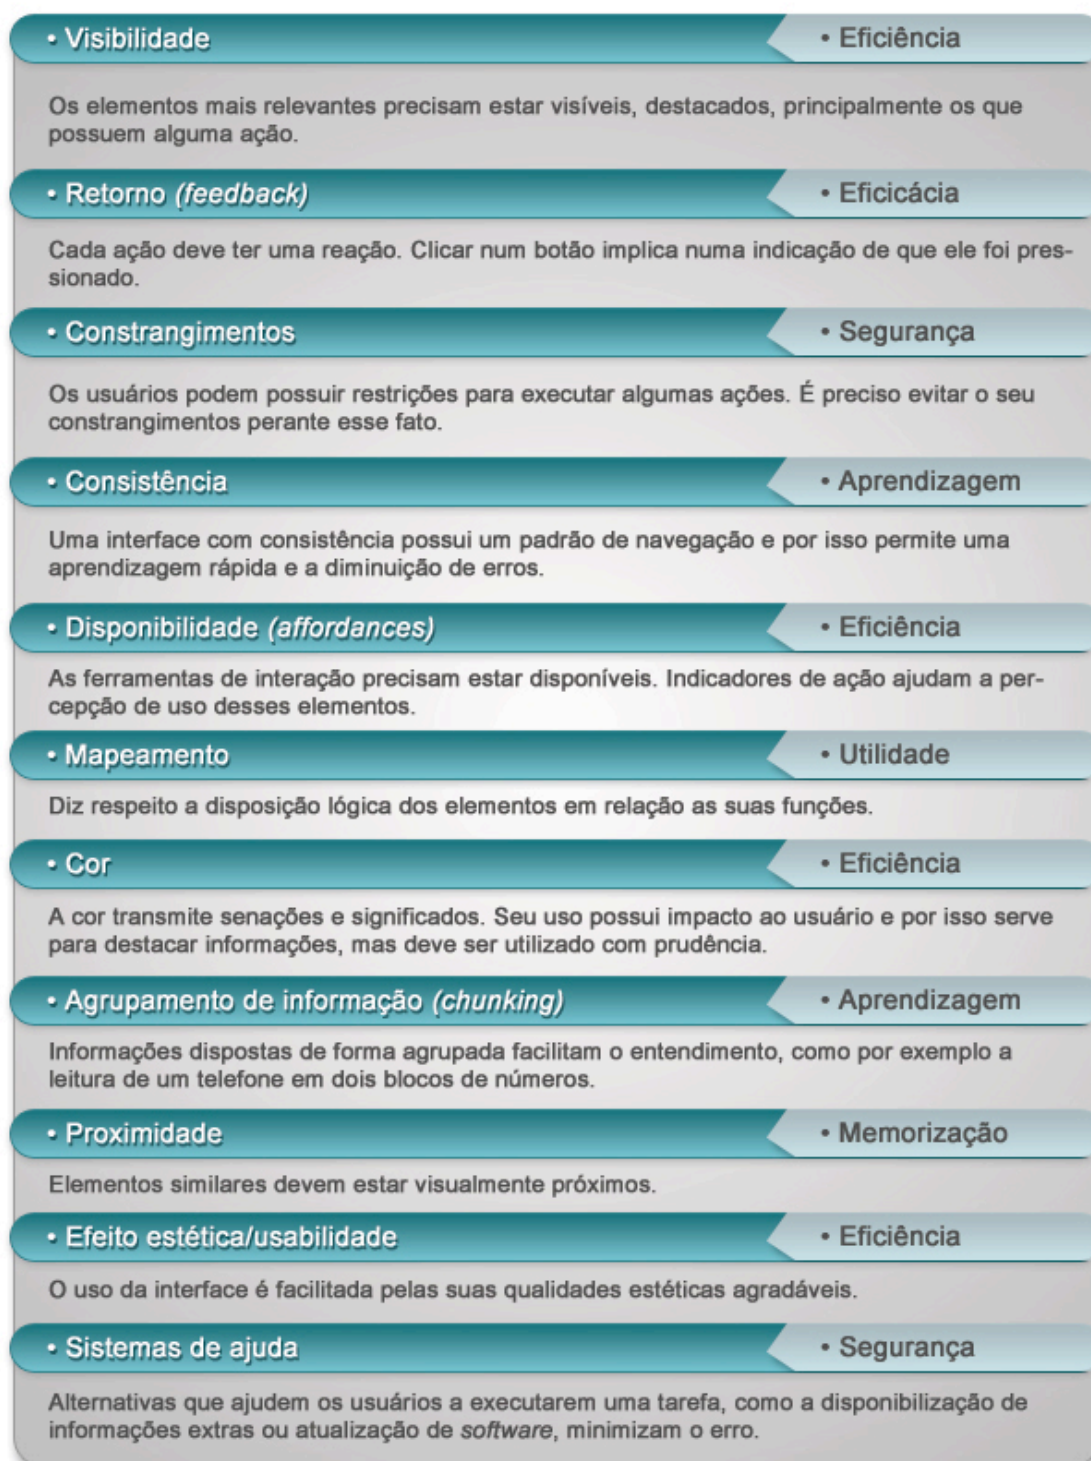 • Visibilidade • Eficiência
Os elementos mais relevantes precisam estar visíveis, destacados, principalmente os que
possuem alguma ação.
• Retorno (feedback) • Eficicácia
Cada ação deve ter uma reação. Clicar num botão implica numa indicação de que ele foi pres-
sionado.
• Constrangimentos • Segurança
Os usuários podem possuir restrições para executar algumas ações. É preciso evitar o seu
constrangimentos perante esse fato.
• Consistência • Aprendizagem
Uma interface com consistência possui um padrão de navegação e por isso permite uma
aprendizagem rápida e a diminuição de erros.
• Disponibilidade (affordances) • Eficiência
As ferramentas de interação precisam estar disponíveis. Indicadores de ação ajudam a per-
cepção de uso desses elementos.
• Mapeamento • Utilidade
Diz respeito a disposição lógica dos elementos em relação as suas funções.
• Cor • Eficiência
A cor transmite senações e significados. Seu uso possui impacto ao usuário e por isso serve
para destacar informações, mas deve ser utilizado com prudência.
• Agrupamento de informação (chunking) • Aprendizagem
Informações dispostas de forma agrupada facilitam o entendimento, como por exemplo a
leitura de um telefone em dois blocos de números.
• Proximidade • Memorização
Elementos similares devem estar visualmente próximos.
• Efeito estética/usabilidade • Eficiência
O uso da interface é facilitada pelas suas qualidades estéticas agradáveis.
• Sistemas de ajuda • Segurança
Alternativas que ajudem os usuários a executarem uma tarefa, como a disponibilização de
informações extras ou atualização de software, minimizam o erro.